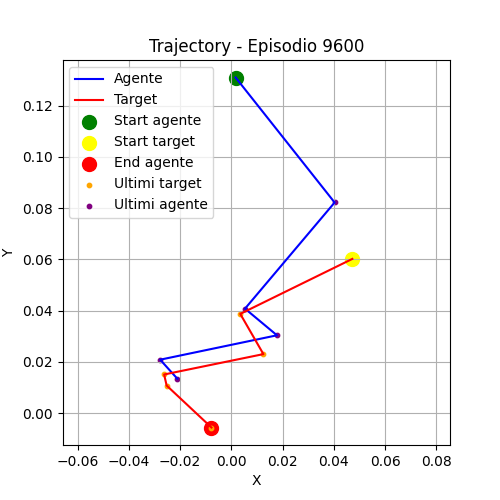 Trajectory - Episodio 9600
Agente
Target
Start agente
Start target
End agente
Ultimi target
Ultimi agente
Y
0.12
0.10
0.08
0.06
0.04
0.02
0.00
−0.06 −0.04 −0.02 0.00 0.02 0.04 0.06 0.08
X